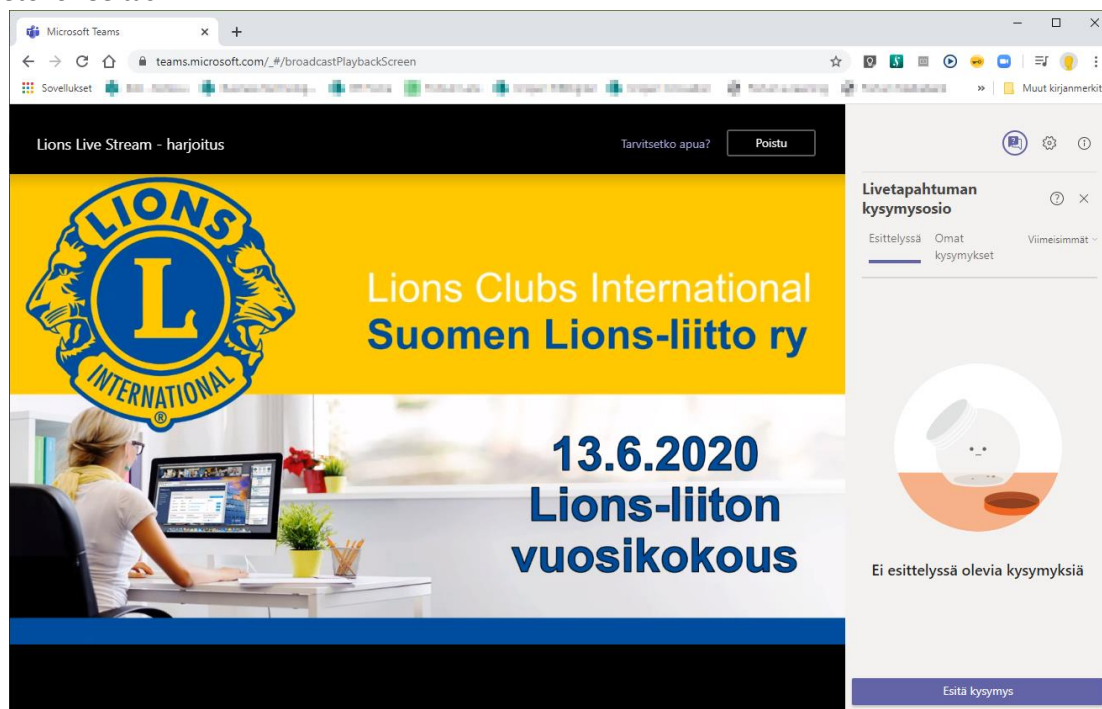 Microsoft Teams
teams.microsoft.com/_#/broadcastPlaybackScreen
Sovellukset
Muut kirjanmerkit
Lions Live Stream - harjoitus
Tarvitsetko apua?
Poistu
LIONS
L
INTERNATIONAL
®
Lions Clubs International
Suomen Lions-liitto ry
13.6.2020
Lions-liiton
vuosikokous
Livetapahtuman
kysymysosio
Esittelyssä
Omat
kysymykset
Viimeisimmät
Ei esittelyssä olevia kysymyksiä
Esitä kysymys